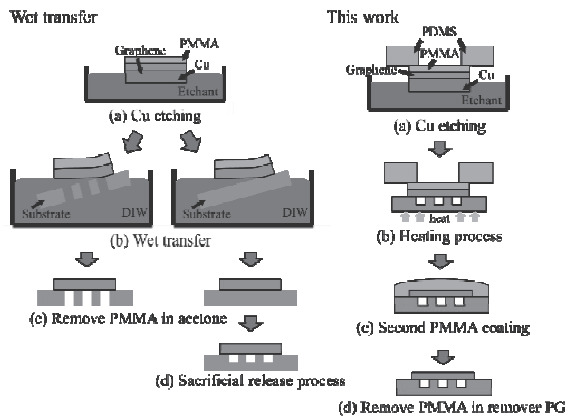 Wet transfer
PMMA
Graphene
Cu
Etchant
(a) Cu etching
Substrate
DIW
Substrate
DIW
(b) Wet transfer
(c) Remove PMMA in acetone
(d) Sacrificial release process
This work
PDMS
PMMA
Graphene
Cu
Etchant
(a) Cu etching
heat
(b) Heating process
(c) Second PMMA coating
(d) Remove PMMA in remover PG